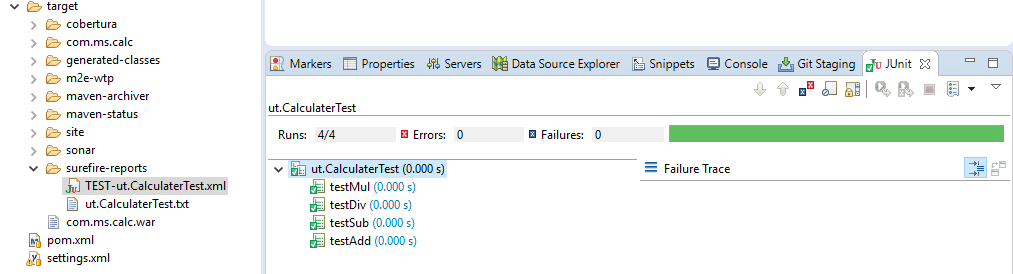 target
cobertura
com.ms.calc
generated-classes
m2e-wtp
maven-archiver
maven-status
site
sonar
surefire-reports
TEST-ut.CalculaterTest.xml
ut.CalculaterTest.txt
com.ms.calc.war
pom.xml
settings.xml
Markers Properties Servers Data Source Explorer Snippets Console Git Staging JUnit
ut.CalculaterTest
Runs: 4/4 Errors: 0 Failures: 0
ut.CalculaterTest (0.000 s)
testMul (0.000 s)
testDiv (0.000 s)
testSub (0.000 s)
testAdd (0.000 s)
Failure Trace